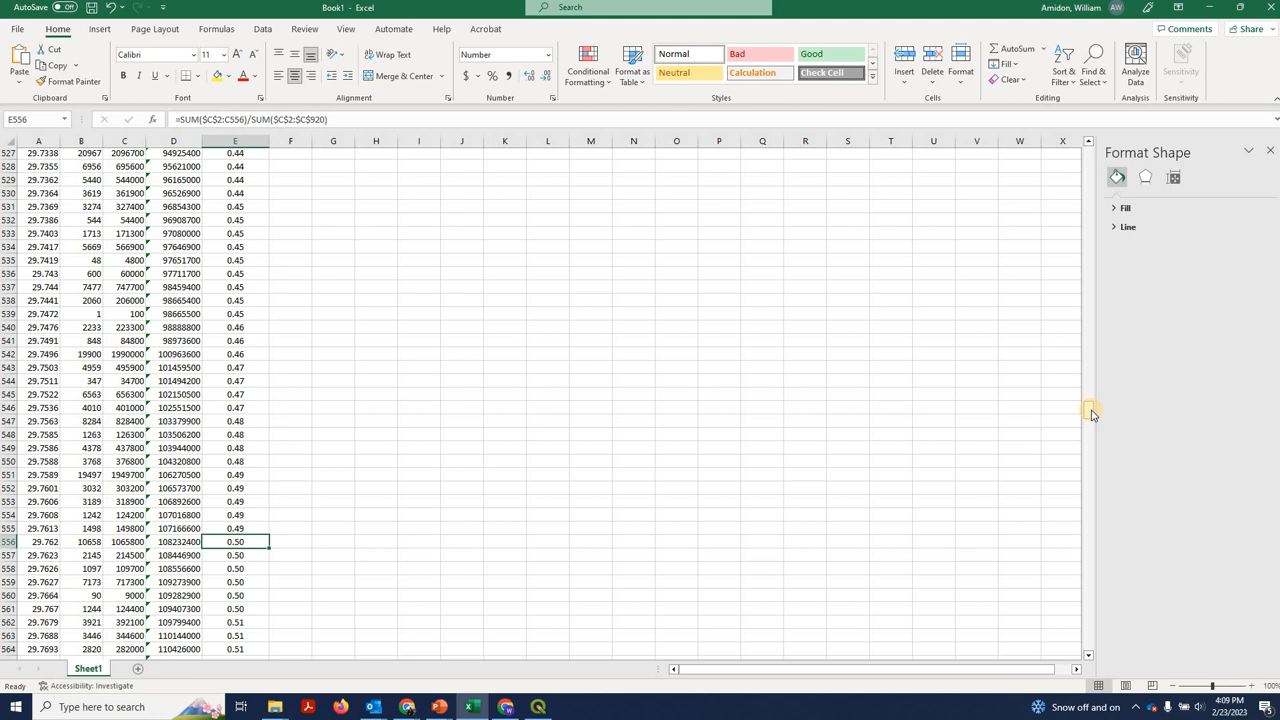 AutoSave Off Book1 - Excel Search Amidon, William AW
File Home Insert Page Layout Formulas Data Review View Automate Help Acrobat Comments Share
Paste Cut Copy Format Painter Clipboard
Calibri 11 A A B I U A Font
Wrap Text Merge & Center Alignment
Number $ % Number
Conditional Formatting Format as Table Normal Bad Good Neutral Calculation Check Cell Styles
Insert Delete Format Cells
AutoSum Fill Clear Sort & Filter Find & Select Editing
Analyze Data Analysis
Sensitivity Sensitivity
E556 fx =SUM($C$2:C556)/SUM($C$2:$C$920)
A B C D E F G H I J K L M N O P Q R S T U V W X
527 29.7338 20967 2096700 94925400 0.44
528 29.7355 6956 695600 95621000 0.44
529 29.7362 5440 544000 96165000 0.44
530 29.7364 3619 361900 96526900 0.44
531 29.7369 3274 327400 96854300 0.45
532 29.7386 544 54400 96908700 0.45
533 29.7403 1713 171300 97080000 0.45
534 29.7417 5669 566900 97646900 0.45
535 29.7419 48 4800 97651700 0.45
536 29.743 600 60000 97711700 0.45
537 29.744 7477 747700 98459400 0.45
538 29.7441 2060 206000 98665400 0.45
539 29.7472 1 100 98665500 0.45
540 29.7476 2233 223300 98888800 0.46
541 29.7491 848 84800 98973600 0.46
542 29.7496 19900 1990000 100963600 0.46
543 29.7503 4959 495900 101459500 0.47
544 29.7511 347 34700 101494200 0.47
545 29.7522 6563 656300 102150500 0.47
546 29.7536 4010 401000 102551500 0.47
547 29.7563 8284 828400 103379900 0.48
548 29.7585 1263 126300 103506200 0.48
549 29.7586 4378 437800 103944000 0.48
550 29.7588 3768 376800 104320800 0.48
551 29.7589 19497 1949700 106270500 0.49
552 29.7601 3032 303200 106573700 0.49
553 29.7606 3189 318900 106892600 0.49
554 29.7608 1242 124200 107016800 0.49
555 29.7613 1498 149800 107166600 0.49
556 29.762 10658 1065800 108232400 0.50
557 29.7623 2145 214500 108446900 0.50
558 29.7626 1097 109700 108556600 0.50
559 29.7627 7173 717300 109273900 0.50
560 29.7664 90 9000 109282900 0.50
561 29.767 1244 124400 109407300 0.50
562 29.7679 3921 392100 109799400 0.51
563 29.7688 3446 344600 110144000 0.51
564 29.7693 2820 282000 110426000 0.51
Format Shape
Fill
Line
Sheet1
Ready Accessibility: Investigate 100%
Type here to search Snow off and on 4:09 PM
2/23/2023